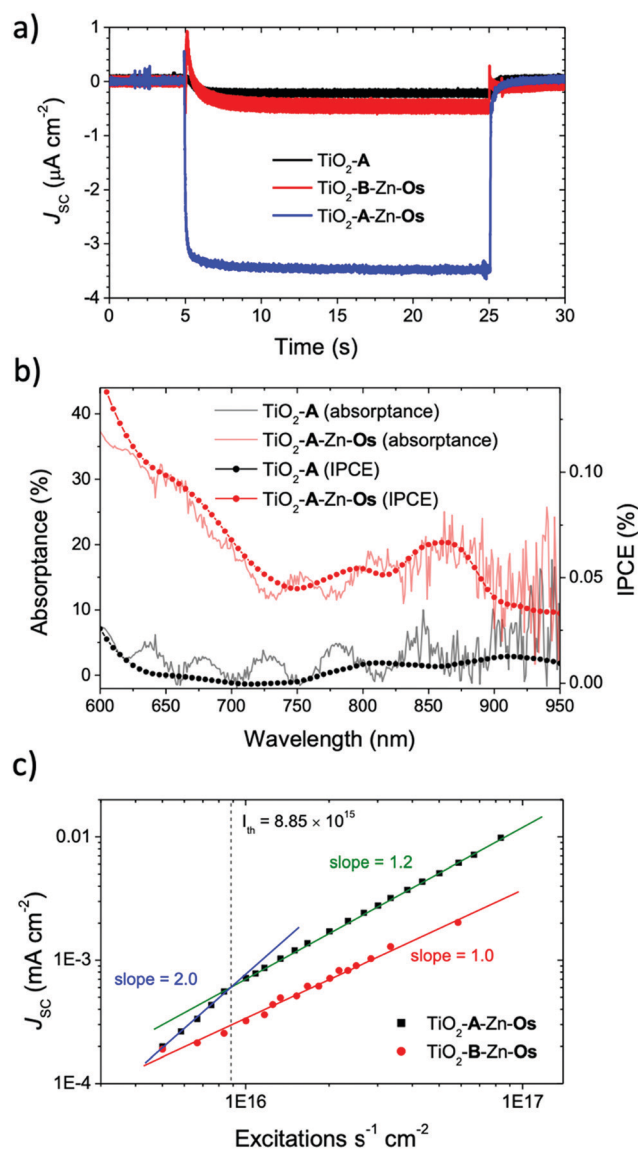 a)
1
0
-1
-2
-3
-4
J_SC (μA cm⁻²)
TiO₂-A
TiO₂-B-Zn-Os
TiO₂-A-Zn-Os
0 5 10 15 20 25 30
Time (s)
b)
40
30
20
10
0
Absorptance (%)
TiO₂-A (absorptance)
TiO₂-A-Zn-Os (absorptance)
TiO₂-A (IPCE)
TiO₂-A-Zn-Os (IPCE)
0.10
0.05
0.00
IPCE (%)
600 650 700 750 800 850 900 950
Wavelength (nm)
c)
0.01
1E-3
1E-4
J_SC (mA cm⁻²)
I_th = 8.85 × 10¹⁵
slope = 1.2
slope = 2.0
slope = 1.0
TiO₂-A-Zn-Os
TiO₂-B-Zn-Os
1E16 1E17
Excitations s⁻¹ cm⁻²